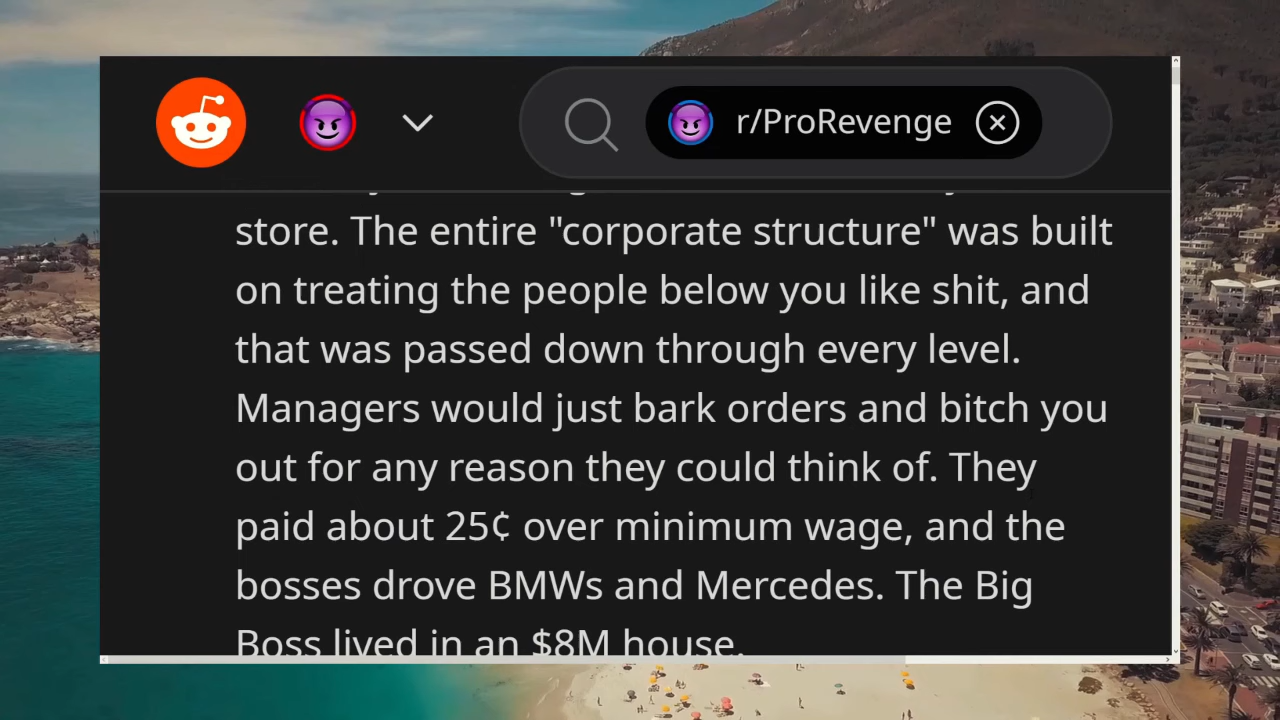 r/ProRevenge
store. The entire "corporate structure" was built
on treating the people below you like shit, and
that was passed down through every level.
Managers would just bark orders and bitch you
out for any reason they could think of. They
paid about 25¢ over minimum wage, and the
bosses drove BMWs and Mercedes. The Big
Boss lived in an $8M house.